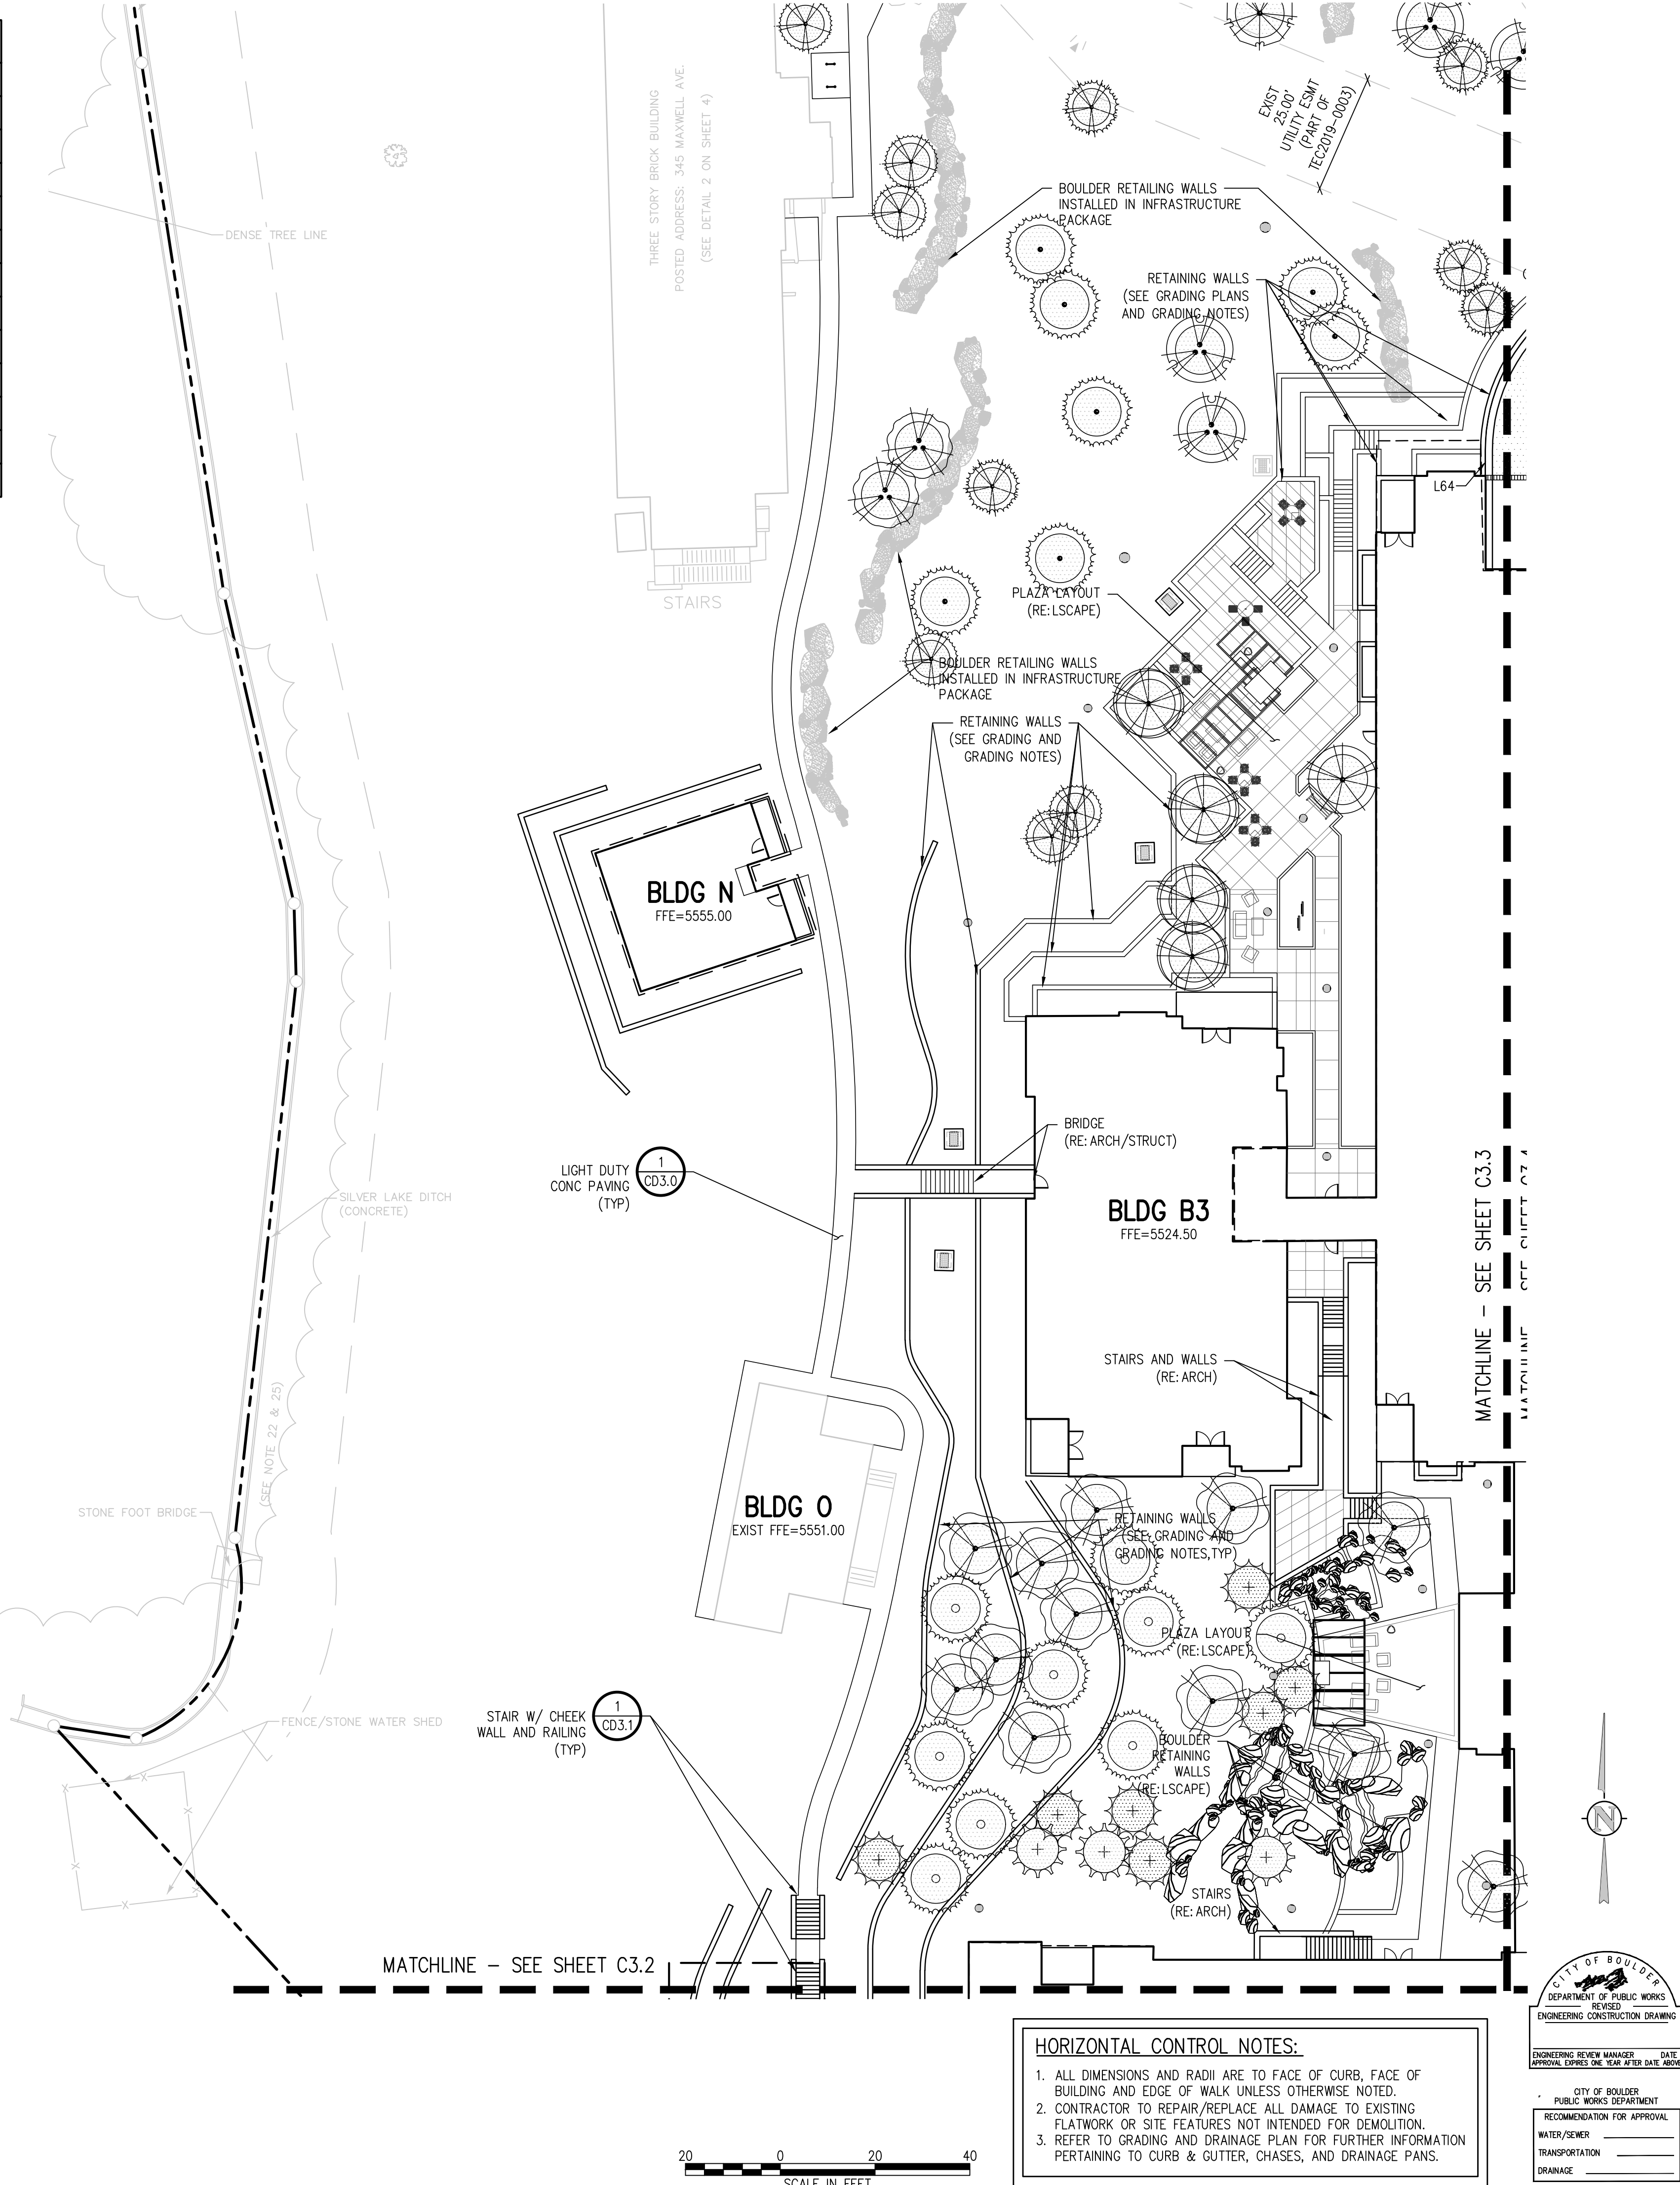 EXIST
25.00'
UTILITY ESMT
(PART OF
TEC2019-0003)
THREE STORY BRICK BUILDING
POSTED ADDRESS: 345 MAXWELL AVE.
(SEE DETAIL 2 ON SHEET 4)
DENSE TREE LINE
BOULDER RETAILING WALLS
INSTALLED IN INFRASTRUCTURE
PACKAGE
RETAINING WALLS
(SEE GRADING PLANS
AND GRADING NOTES)
L64
STAIRS
PLAZA LAYOUT
(RE:LSCAPE)
BOULDER RETAILING WALLS
INSTALLED IN INFRASTRUCTURE
PACKAGE
RETAINING WALLS
(SEE GRADING AND
GRADING NOTES)
BLDG N
FFE=5555.00
BRIDGE
(RE: ARCH/STRUCT)
LIGHT DUTY
CONC PAVING
(TYP)
1
CD3.0
SILVER LAKE DITCH
(CONCRETE)
BLDG B3
FFE=5524.50
MATCHLINE - SEE SHEET C3.3
STAIRS AND WALLS
(RE: ARCH)
(SEE NOTE 22 & 25)
STONE FOOT BRIDGE
BLDG O
EXIST FFE=5551.00
RETAINING WALLS
(SEE GRADING AND
GRADING NOTES,TYP)
PLAZA LAYOUT
(RE:LSCAPE)
STAIR W/ CHEEK
WALL AND RAILING
(TYP)
1
CD3.1
FENCE/STONE WATER SHED
BOULDER
RETAINING
WALLS
(RE:LSCAPE)
STAIRS
(RE: ARCH)
N
MATCHLINE - SEE SHEET C3.2
HORIZONTAL CONTROL NOTES:
1. ALL DIMENSIONS AND RADII ARE TO FACE OF CURB, FACE OF
BUILDING AND EDGE OF WALK UNLESS OTHERWISE NOTED.
2. CONTRACTOR TO REPAIR/REPLACE ALL DAMAGE TO EXISTING
FLATWORK OR SITE FEATURES NOT INTENDED FOR DEMOLITION.
3. REFER TO GRADING AND DRAINAGE PLAN FOR FURTHER INFORMATION
PERTAINING TO CURB & GUTTER, CHASES, AND DRAINAGE PANS.
20 0 20 40
SCALE IN FEET
CITY OF BOULDER
DEPARTMENT OF PUBLIC WORKS
REVISED
ENGINEERING CONSTRUCTION DRAWING
ENGINEERING REVIEW MANAGER DATE
APPROVAL EXPIRES ONE YEAR AFTER DATE ABOVE
CITY OF BOULDER
PUBLIC WORKS DEPARTMENT
RECOMMENDATION FOR APPROVAL
WATER/SEWER
TRANSPORTATION
DRAINAGE